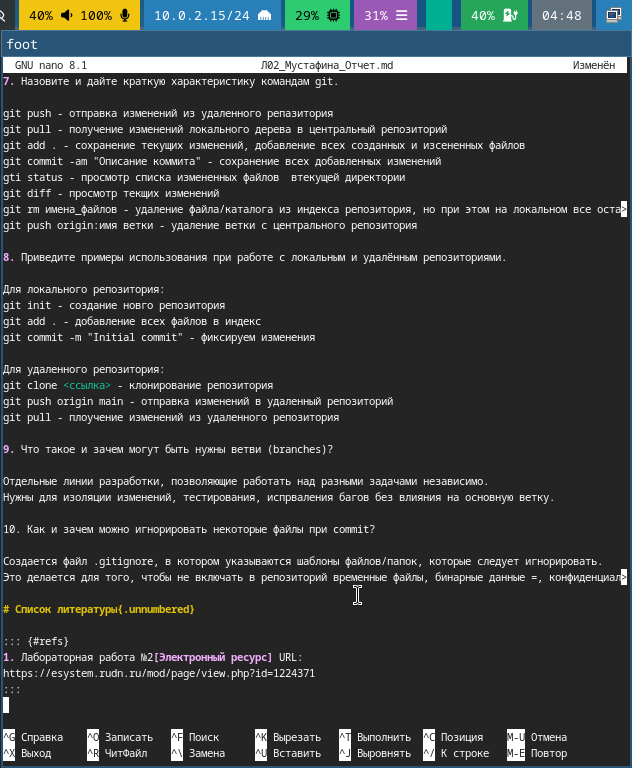 40% 100% 10.0.2.15/24 29% 31% 40% 04:48
foot
GNU nano 8.1 Л02_Мустафина_Отчет.md Изменён
7. Назовите и дайте краткую характеристику командам git.
git push - отправка изменений из удаленного репазитория
git pull - получение изменений локального дерева в центральный репозиторий
git add . - сохранение текущих изменений, добавление всех созданных и изсененных файлов
git commit -am "Описание коммита" - сохранение всех добавленных изменений
gti status - просмотр списка измененных файлов  втекущей директории
git diff - просмотр текщих изменений
git rm имена_файлов - удаление файла/каталога из индекса репозитория, но при этом на локальном все оста>
git push origin:имя ветки - удаление ветки с центрального репозитория
8. Приведите примеры использования при работе с локальным и удалённым репозиториями.
Для локального репозитория:
git init - создание новго репозитория
git add . - добавление всех файлов в индекс
git commit -m "Initial commit" - фиксируем изменения
Для удаленного репозитория:
git clone <ссылка> - клонирование репозитория
git push origin main - отправка изменений в удаленный репозиторий
git pull - плоучение изменений из удаленного репозитория
9. Что такое и зачем могут быть нужны ветви (branches)?
Отдельные линии разработки, позволяющие работать над разными задачами независимо.
Нужны для изоляции изменений, тестирования, испрваления багов без влияния на основную ветку.
10. Как и зачем можно игнорировать некоторые файлы при commit?
Создается файл .gitignore, в котором указываются шаблоны файлов/папок, которые следует игнорировать.
Это делается для того, чтобы не включать в репозиторий временные файлы, бинарные данные =, конфиденциал>
# Список литературы{.unnumbered}
::: {#refs}
1. Лабораторная работа №2[Электронный ресурс] URL:
https://esystem.rudn.ru/mod/page/view.php?id=1224371
:::
^G Справка ^O Записать ^F Поиск ^K Вырезать ^T Выполнить ^C Позиция M-U Отмена
^X Выход ^R ЧитФайл ^\ Замена ^U Вставить ^J Выровнять ^/ К строке M-E Повтор